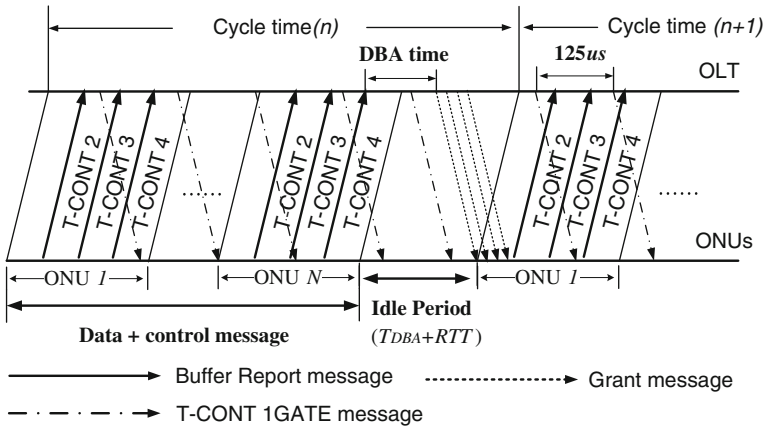 Cycle time(n)
Cycle time (n+1)
DBA time
125us
OLT
T-CONT 2
T-CONT 3
T-CONT 4
......
T-CONT 2
T-CONT 3
T-CONT 4
T-CONT 2
T-CONT 3
T-CONT 4
......
ONUs
ONU 1
ONU N
ONU 1
Data + control message
Idle Period
(TDBA+RTT)
Buffer Report message
Grant message
T-CONT 1GATE message